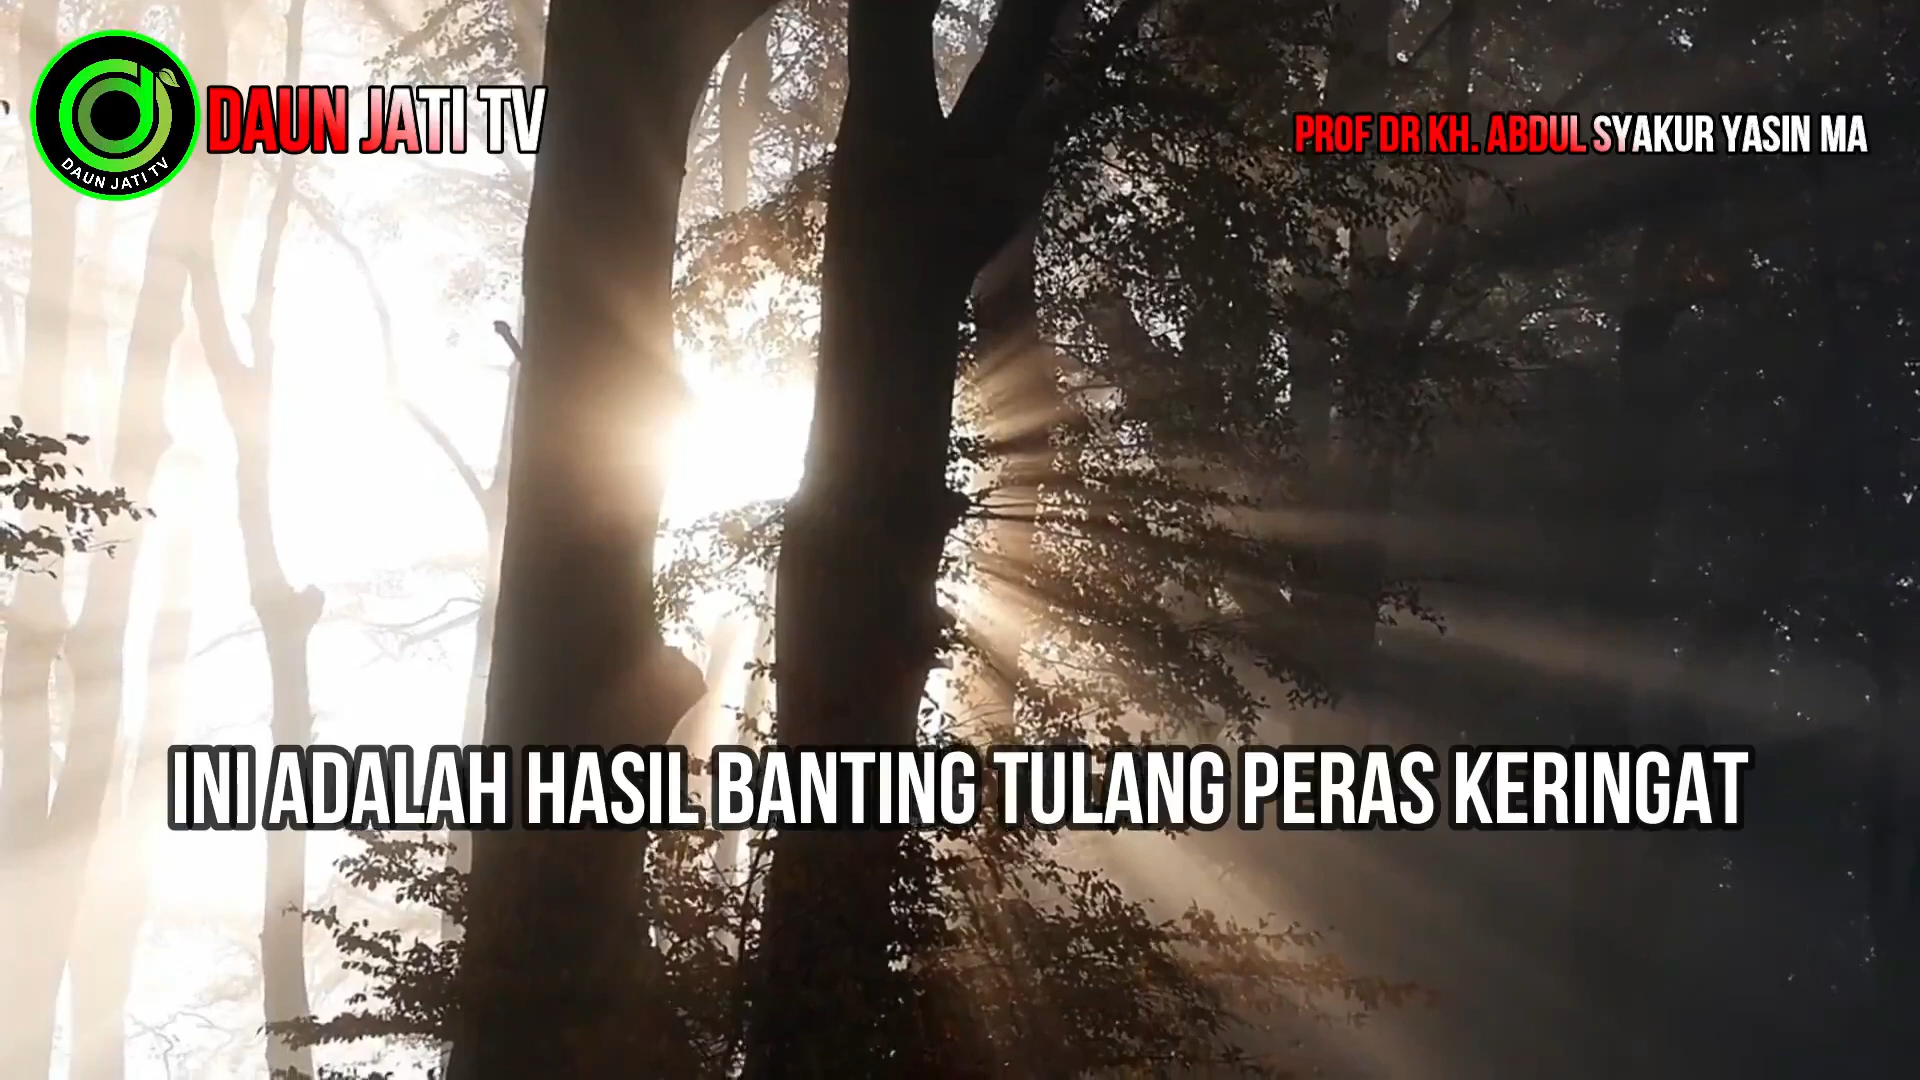 DAUN JATI TV
DAUN JATI TV
PROF DR KH. ABDUL SYAKUR YASIN MA
INI ADALAH HASIL BANTING TULANG PERAS KERINGAT